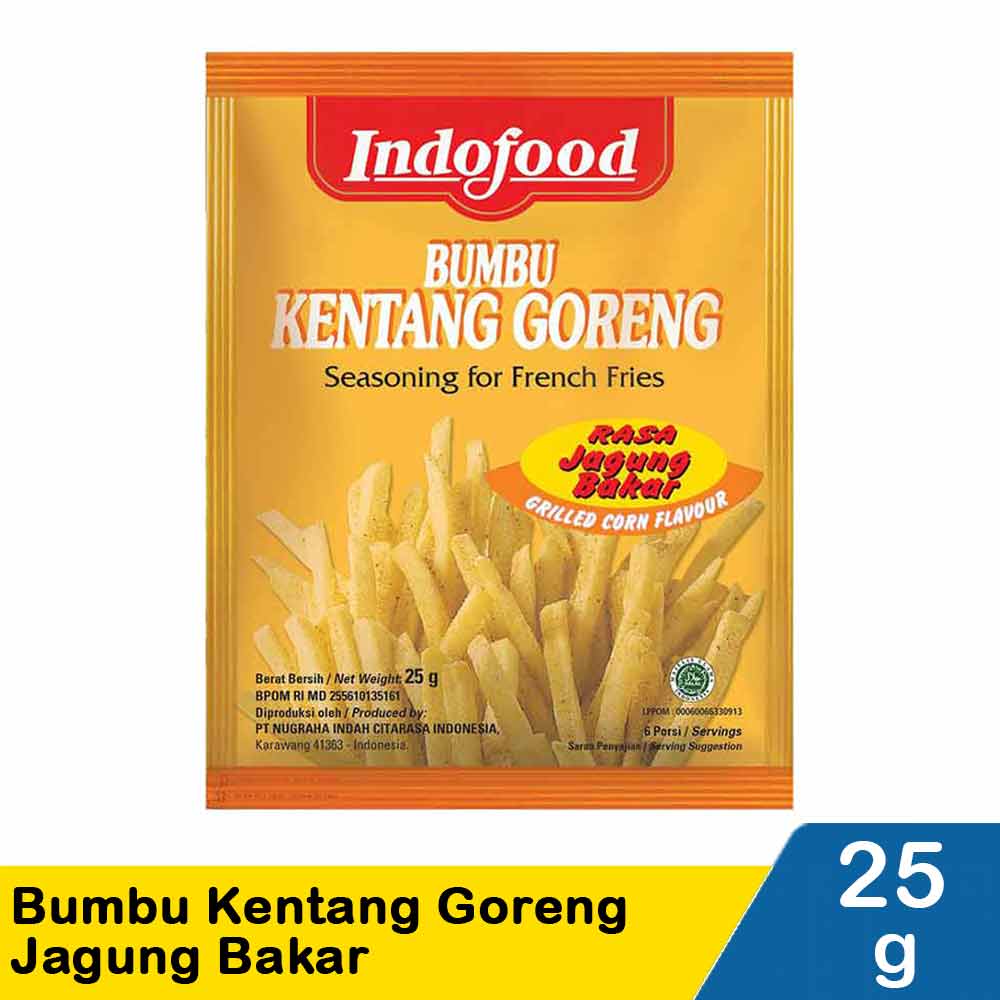 Indofood
BUMBU
KENTANG GORENG
Seasoning for French Fries
RASA
Jagung
Bakar
GRILLED CORN FLAVOUR
Berat Bersih / Net Weight: 25 g
BPOM RI MD 255610135161
Diproduksi oleh / Produced by:
PT NUGRAHA INDAH CITARASA INDONESIA,
Karawang 41363 - Indonesia.
LPPOM : 00060066330913
6 Porsi / Servings
Saran Penyajian / Serving Suggestion
Bumbu Kentang Goreng
Jagung Bakar
25
g